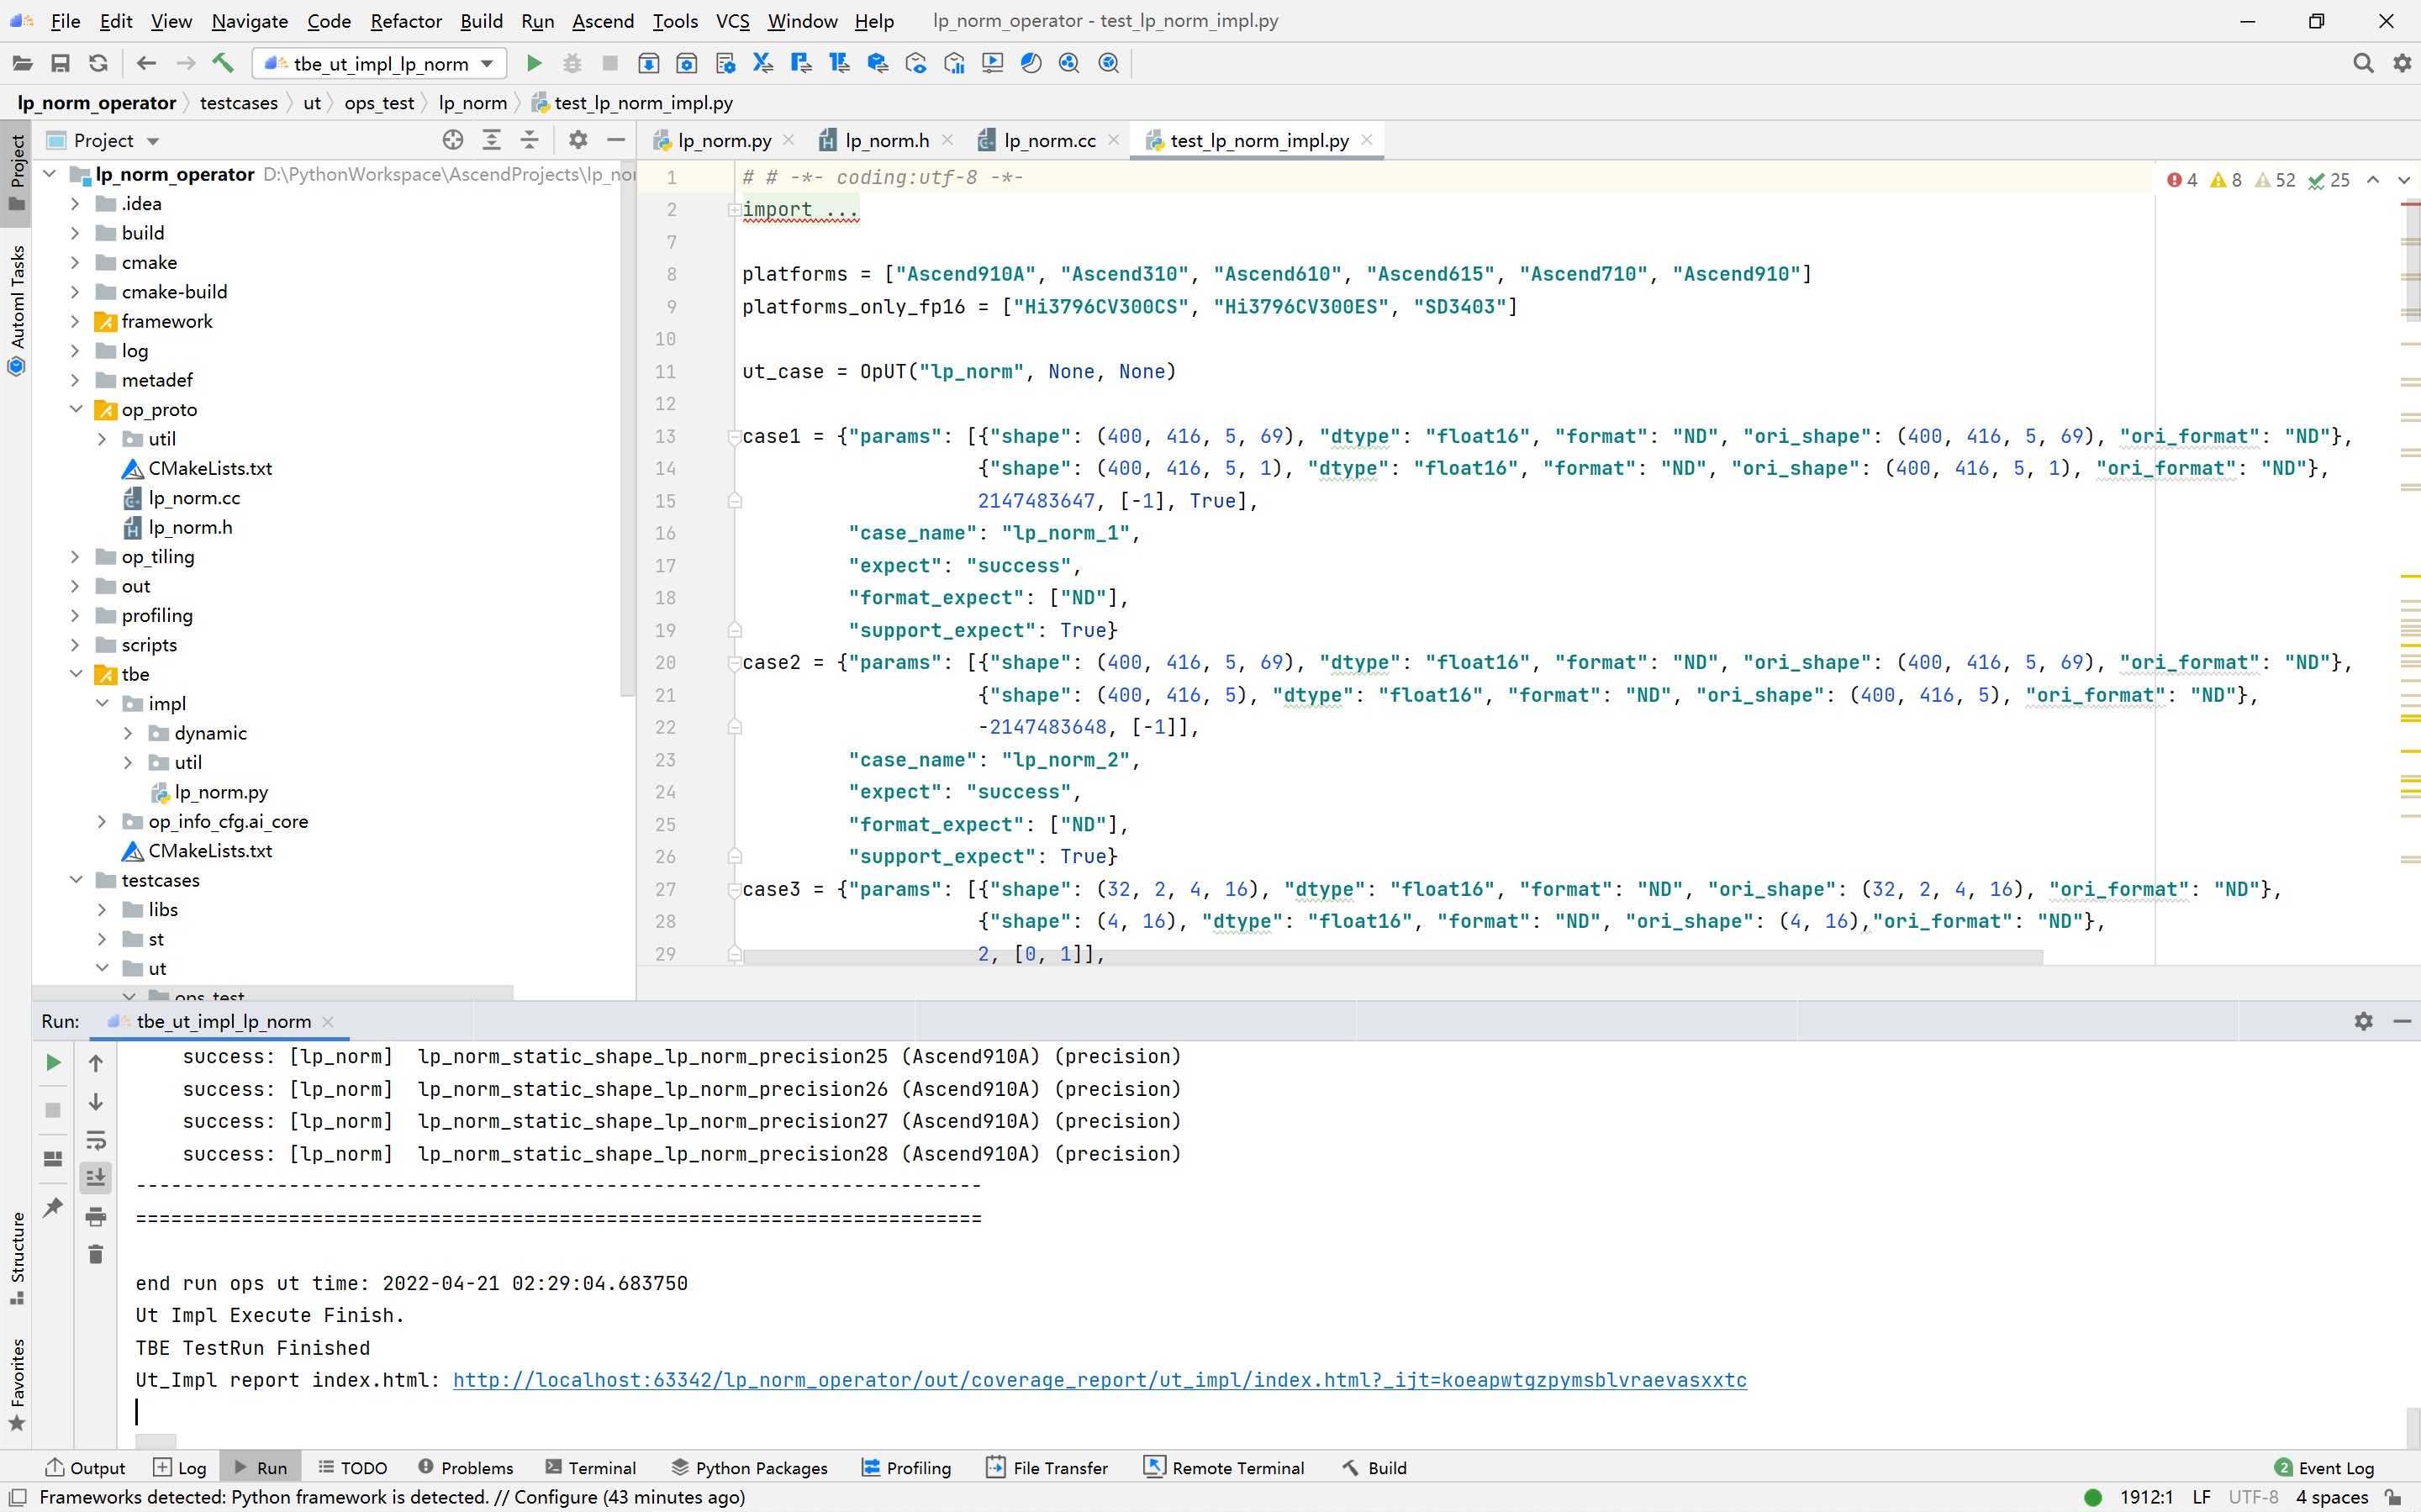 File Edit View Navigate Code Refactor Build Run Ascend Tools VCS Window Help lp_norm_operator - test_lp_norm_impl.py
tbe_ut_impl_lp_norm
lp_norm_operator testcases ut ops_test lp_norm test_lp_norm_impl.py
Project
lp_norm.py lp_norm.h lp_norm.cc test_lp_norm_impl.py
Project
Automl Tasks
Structure
Favorites
lp_norm_operator D:\PythonWorkspace\AscendProjects\lp_nor
.idea
build
cmake
cmake-build
framework
log
metadef
op_proto
util
CMakeLists.txt
lp_norm.cc
lp_norm.h
op_tiling
out
profiling
scripts
tbe
impl
dynamic
util
lp_norm.py
op_info_cfg.ai_core
CMakeLists.txt
testcases
libs
st
ut
ops_test
4 8 52 25
1 # # -*- coding:utf-8 -*-
2 import ...
7
8 platforms = ["Ascend910A", "Ascend310", "Ascend610", "Ascend615", "Ascend710", "Ascend910"]
9 platforms_only_fp16 = ["Hi3796CV300CS", "Hi3796CV300ES", "SD3403"]
10
11 ut_case = OpUT("lp_norm", None, None)
12
13 case1 = {"params": [{"shape": (400, 416, 5, 69), "dtype": "float16", "format": "ND", "ori_shape": (400, 416, 5, 69), "ori_format": "ND"},
14 {"shape": (400, 416, 5, 1), "dtype": "float16", "format": "ND", "ori_shape": (400, 416, 5, 1), "ori_format": "ND"},
15 2147483647, [-1], True],
16 "case_name": "lp_norm_1",
17 "expect": "success",
18 "format_expect": ["ND"],
19 "support_expect": True}
20 case2 = {"params": [{"shape": (400, 416, 5, 69), "dtype": "float16", "format": "ND", "ori_shape": (400, 416, 5, 69), "ori_format": "ND"},
21 {"shape": (400, 416, 5), "dtype": "float16", "format": "ND", "ori_shape": (400, 416, 5), "ori_format": "ND"},
22 -2147483648, [-1]],
23 "case_name": "lp_norm_2",
24 "expect": "success",
25 "format_expect": ["ND"],
26 "support_expect": True}
27 case3 = {"params": [{"shape": (32, 2, 4, 16), "dtype": "float16", "format": "ND", "ori_shape": (32, 2, 4, 16), "ori_format": "ND"},
28 {"shape": (4, 16), "dtype": "float16", "format": "ND", "ori_shape": (4, 16),"ori_format": "ND"},
29 2, [0, 1]],
Run: tbe_ut_impl_lp_norm
success: [lp_norm] lp_norm_static_shape_lp_norm_precision25 (Ascend910A) (precision)
success: [lp_norm] lp_norm_static_shape_lp_norm_precision26 (Ascend910A) (precision)
success: [lp_norm] lp_norm_static_shape_lp_norm_precision27 (Ascend910A) (precision)
success: [lp_norm] lp_norm_static_shape_lp_norm_precision28 (Ascend910A) (precision)
------------------------------------------------------------------------
========================================================================
end run ops ut time: 2022-04-21 02:29:04.683750
Ut Impl Execute Finish.
TBE TestRun Finished
Ut_Impl report index.html: http://localhost:63342/lp_norm_operator/out/coverage_report/ut_impl/index.html?_ijt=koeapwtgzpymsblvraevasxxtc
Output Log Run TODO Problems Terminal Python Packages Profiling File Transfer Remote Terminal Build 2 Event Log
Frameworks detected: Python framework is detected. // Configure (43 minutes ago) 1912:1 LF UTF-8 4 spaces